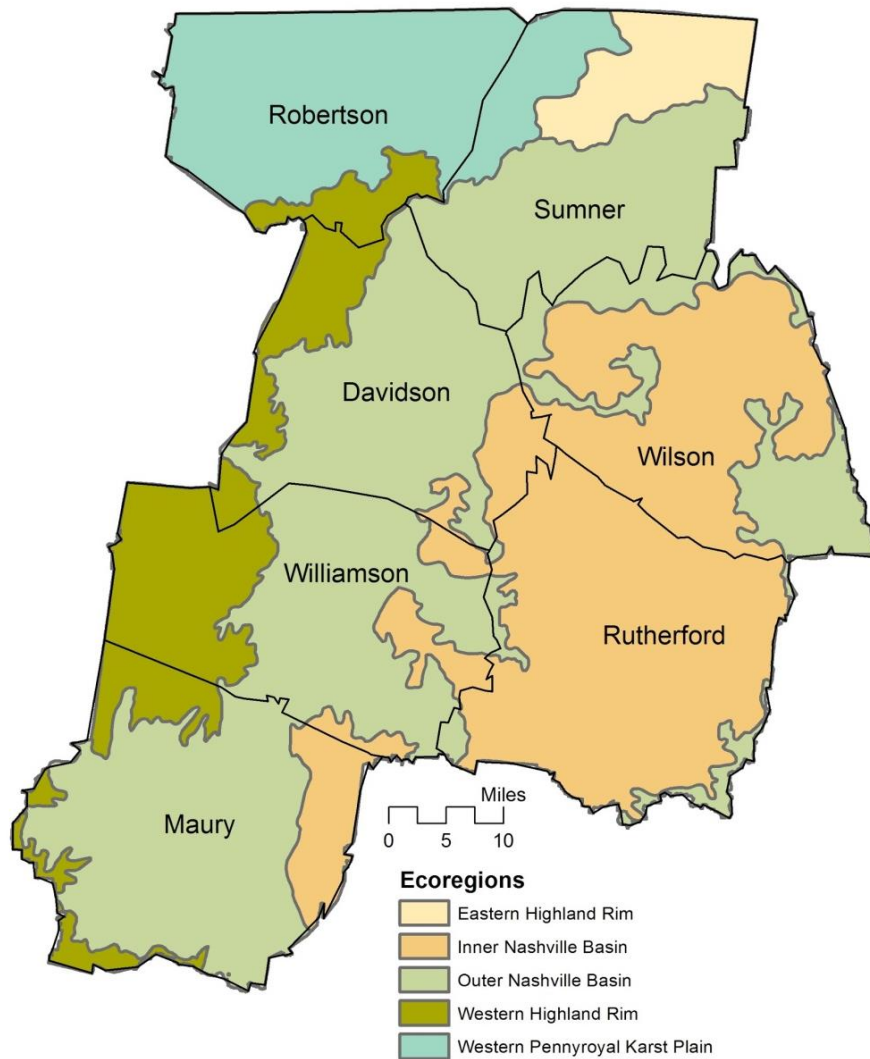 Robertson
Sumner
Davidson
Wilson
Williamson
Rutherford
Maury
Miles
0 5 10
Ecoregions
Eastern Highland Rim
Inner Nashville Basin
Outer Nashville Basin
Western Highland Rim
Western Pennyroyal Karst Plain